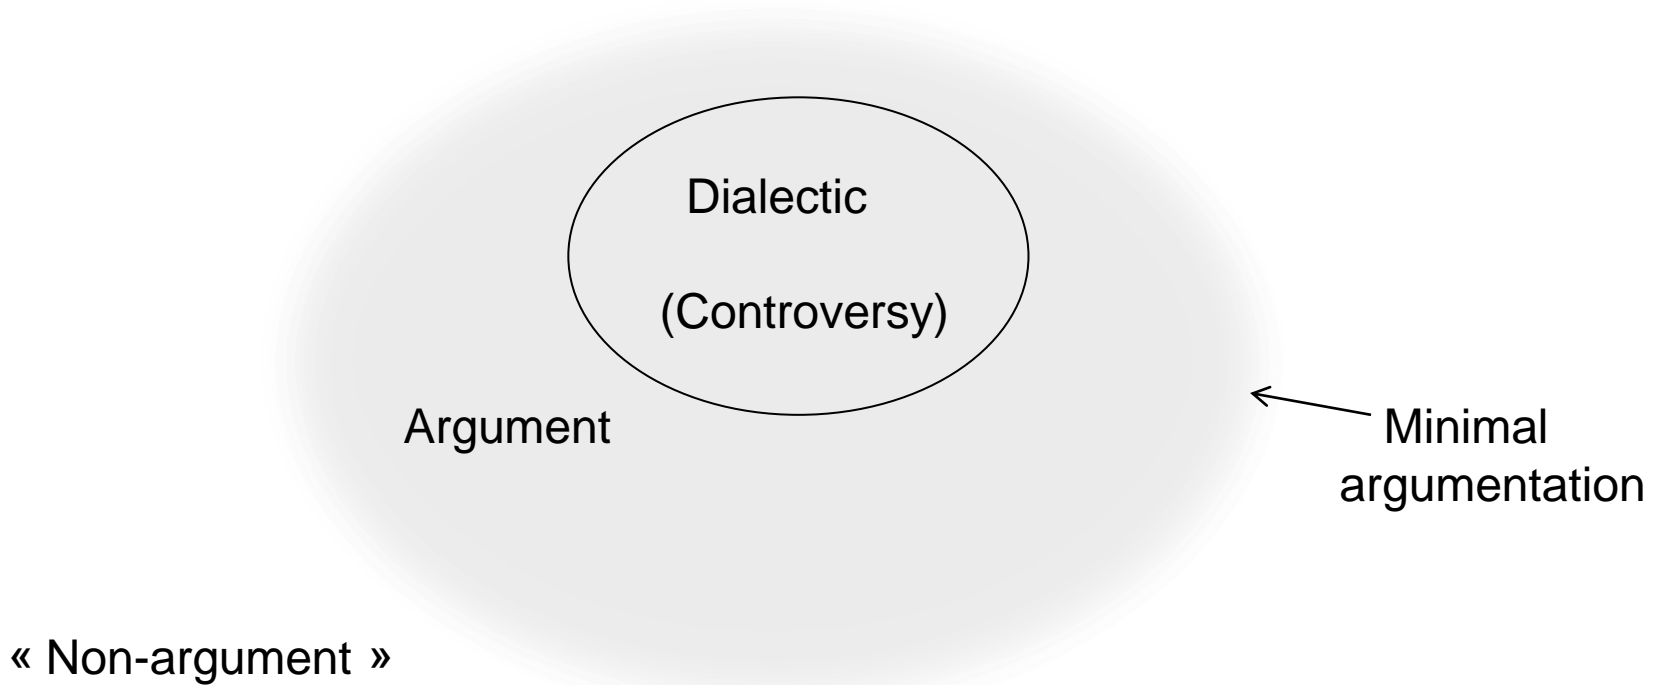 Dialectic
(Controversy)
Argument
Minimal
argumentation
« Non-argument »